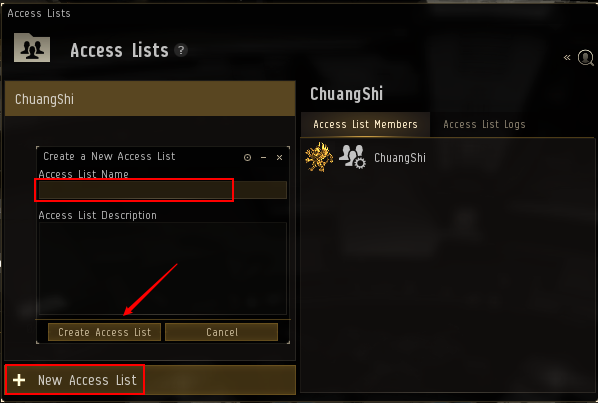 Access Lists
Access Lists ?
«
ChuangShi
Create a New Access List
Access List Name
Access List Description
Create Access List
Cancel
+ New Access List
ChuangShi
Access List Members
Access List Logs
ChuangShi